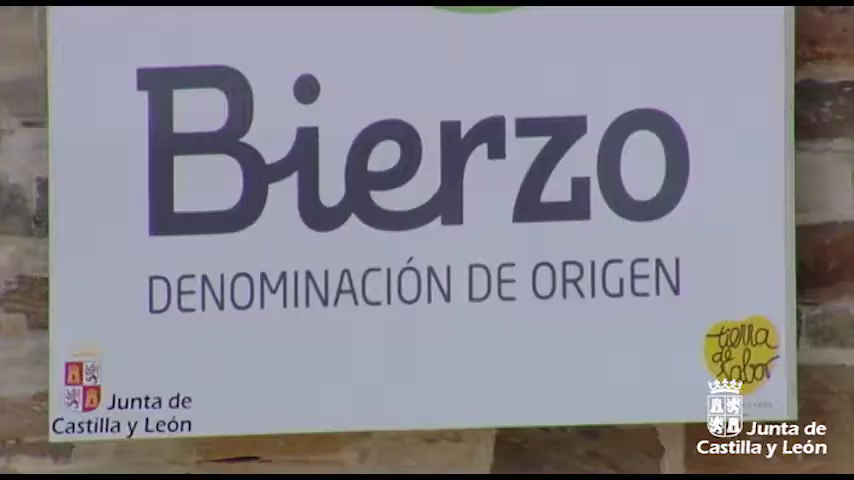 Bierzo
DENOMINACIÓN DE ORIGEN
tierra
de
sabor
Junta de
Castilla y León
Junta de
Castilla y León